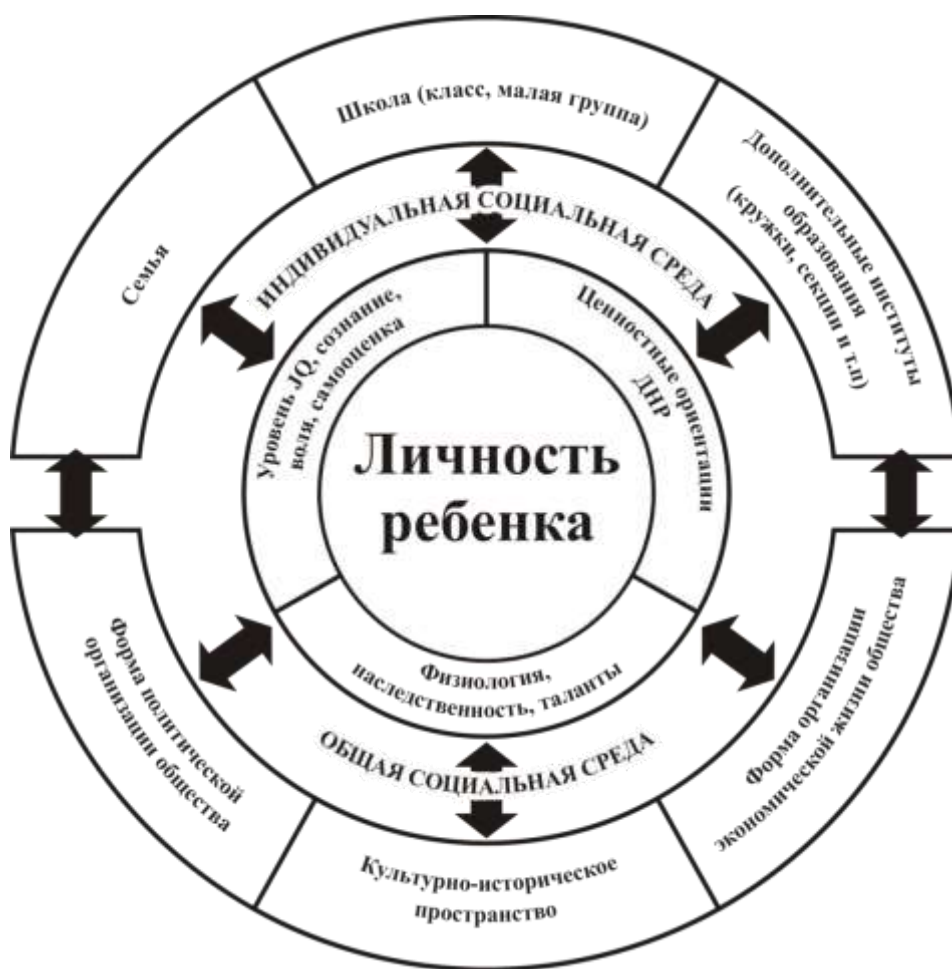 Школа (класс, малая группа)
Семья
Дополнительные институты
образования
(кружки, секции и т.п)
ИНДИВИДУАЛЬНАЯ СОЦИАЛЬНАЯ СРЕДА
Уровень JQ, сознание,
воля, самооценка
Ценностные ориентации
ДНР
Личность
ребенка
Физиология,
наследственность, таланты
ОБЩАЯ СОЦИАЛЬНАЯ СРЕДА
Форма политической
организации общества
Форма организации
экономической жизни общества
Культурно-историческое
пространство